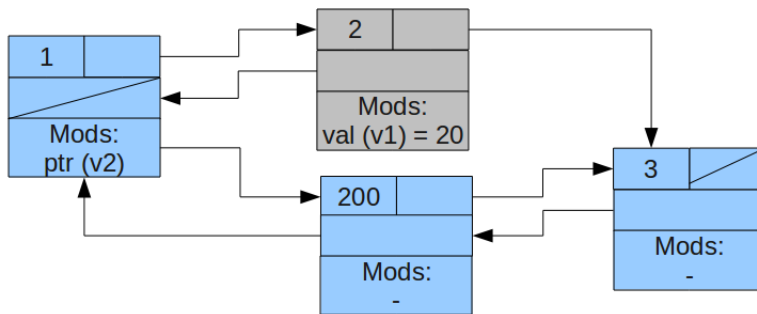 1
Mods:
ptr (v2)
2
Mods:
val (v1) = 20
200
Mods:
-
3
Mods:
-